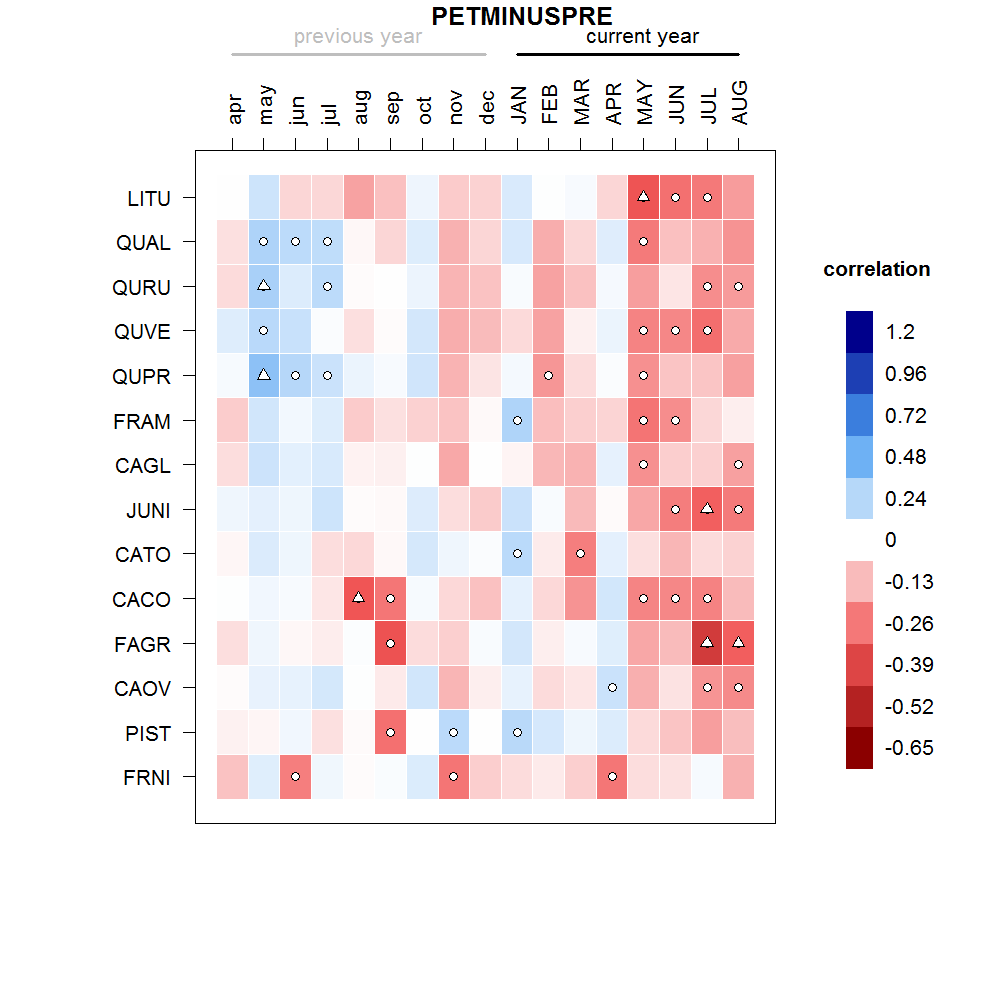 PETMINUSPRE
previous year
current year
apr may jun jul aug sep oct nov dec JAN FEB MAR APR MAY JUN JUL AUG
LITU
QUAL
QURU
QUVE
QUPR
FRAM
CAGL
JUNI
CATO
CACO
FAGR
CAOV
PIST
FRNI
correlation
1.2
0.96
0.72
0.48
0.24
0
-0.13
-0.26
-0.39
-0.52
-0.65